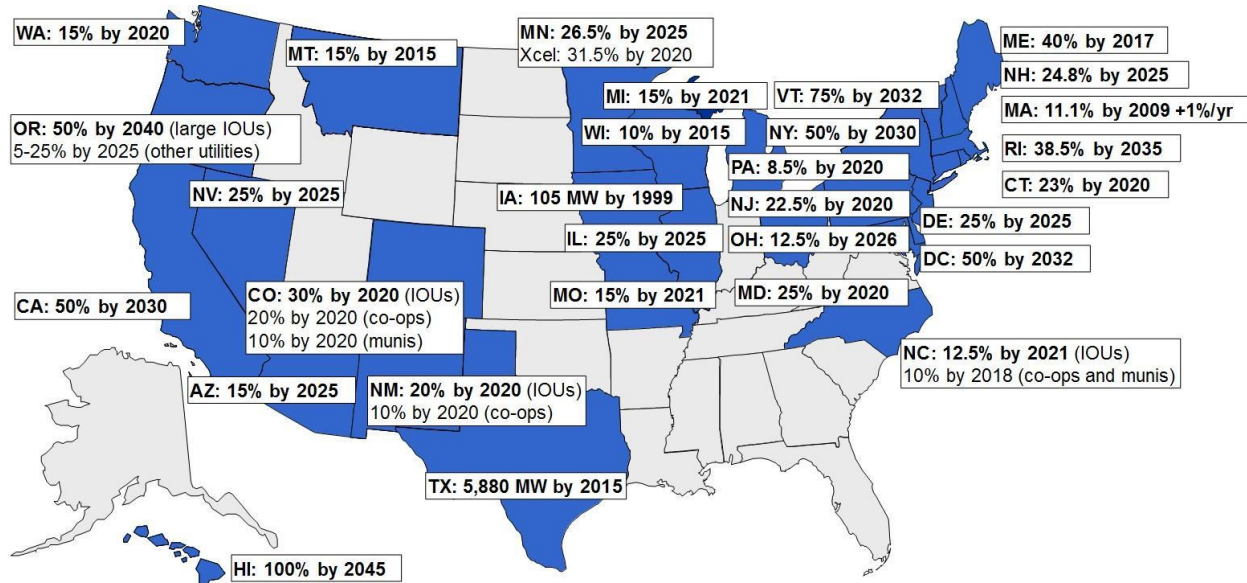 WA: 15% by 2020
MT: 15% by 2015
MN: 26.5% by 2025
Xcel: 31.5% by 2020
ME: 40% by 2017
NH: 24.8% by 2025
MI: 15% by 2021
VT: 75% by 2032
MA: 11.1% by 2009 +1%/yr
OR: 50% by 2040 (large IOUs)
5-25% by 2025 (other utilities)
WI: 10% by 2015
NY: 50% by 2030
RI: 38.5% by 2035
PA: 8.5% by 2020
CT: 23% by 2020
NV: 25% by 2025
IA: 105 MW by 1999
NJ: 22.5% by 2020
DE: 25% by 2025
IL: 25% by 2025
OH: 12.5% by 2026
DC: 50% by 2032
CA: 50% by 2030
CO: 30% by 2020 (IOUs)
20% by 2020 (co-ops)
10% by 2020 (munis)
MO: 15% by 2021
MD: 25% by 2020
NC: 12.5% by 2021 (IOUs)
10% by 2018 (co-ops and munis)
AZ: 15% by 2025
NM: 20% by 2020 (IOUs)
10% by 2020 (co-ops)
TX: 5,880 MW by 2015
HI: 100% by 2045